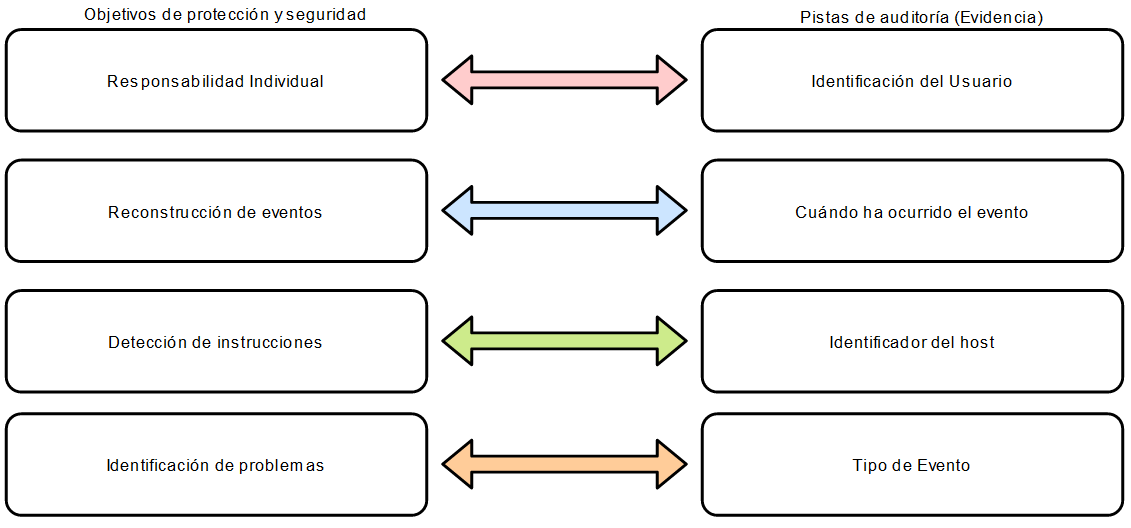 Objetivos de protección y seguridad
Pistas de auditoría (Evidencia)
Responsabilidad Individual
Identificación del Usuario
Reconstrucción de eventos
Cuándo ha ocurrido el evento
Detección de instrucciones
Identificador del host
Identificación de problemas
Tipo de Evento